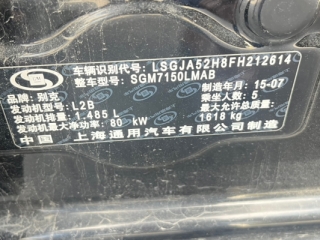 车辆识别代号: LSGJA52H8FH212614
整车型号: SGM7150LMAB
品牌: 别克 制造年月: 15-07
发动机型号: L2B 乘坐人数: 5
发动机排量: 1.485 L 最大允许总质量:
发动机最大净功率: 80 kW 1618 kg
中国 上海通用汽车有限公司制造